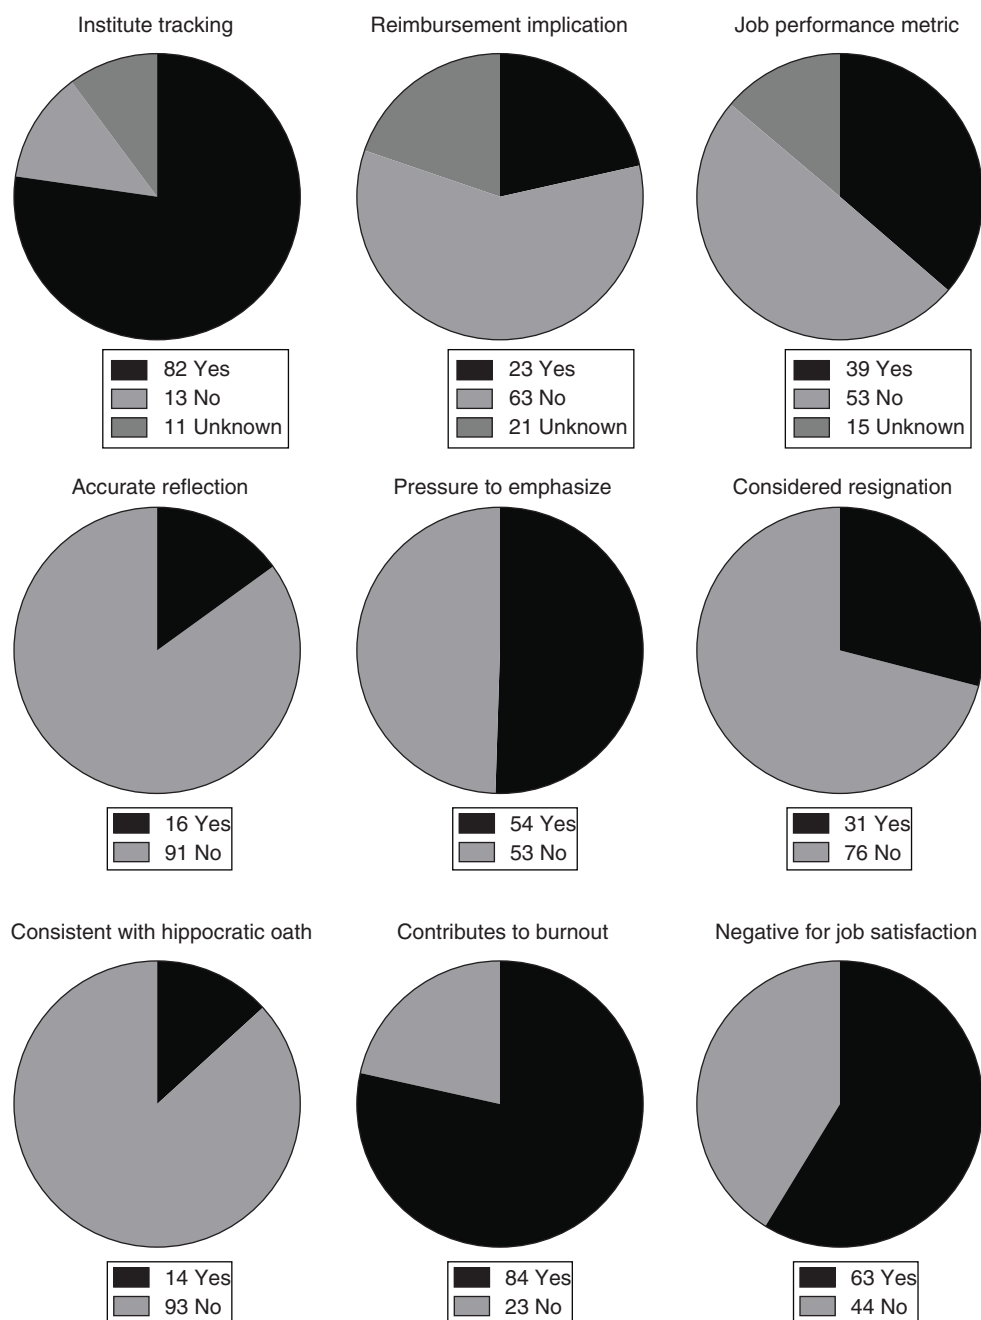 Institute tracking
Reimbursement implication
Job performance metric
82 Yes
13 No
11 Unknown
23 Yes
63 No
21 Unknown
39 Yes
53 No
15 Unknown
Accurate reflection
Pressure to emphasize
Considered resignation
16 Yes
91 No
54 Yes
53 No
31 Yes
76 No
Consistent with hippocratic oath
Contributes to burnout
Negative for job satisfaction
14 Yes
93 No
84 Yes
23 No
63 Yes
44 No